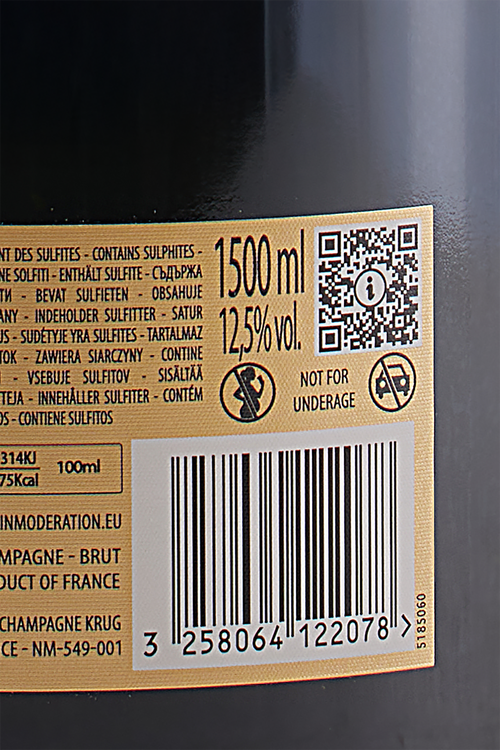 NT DES SULFITES - CONTAINS SULPHITES -
NE SOLFITI - ENTHÄLT SULFITE - СЪДЪРЖА
ТИ - BEVAT SULFIETEN - OBSAHUJE
ANY - INDEHOLDER SULFITTER - SATUR
US - SUDĖTYJE YRA SULFITES - TARTALMAZ
TOK - ZAWIERA SIARCZYNY - CONTINE
I - VSEBUJE SULFITOV - SISÄLTÄÄ
TTEJA - INNEHÅLLER SULFITER - CONTÉM
OS - CONTIENE SULFITOS
1500 ml
12,5% vol.
i
NOT FOR
UNDERAGE
314KJ
75Kcal
100ml
INMODERATION.EU
MPAGNE - BRUT
DUCT OF FRANCE
CHAMPAGNE KRUG
CE - NM-549-001
3 258064 122078 >
5185060